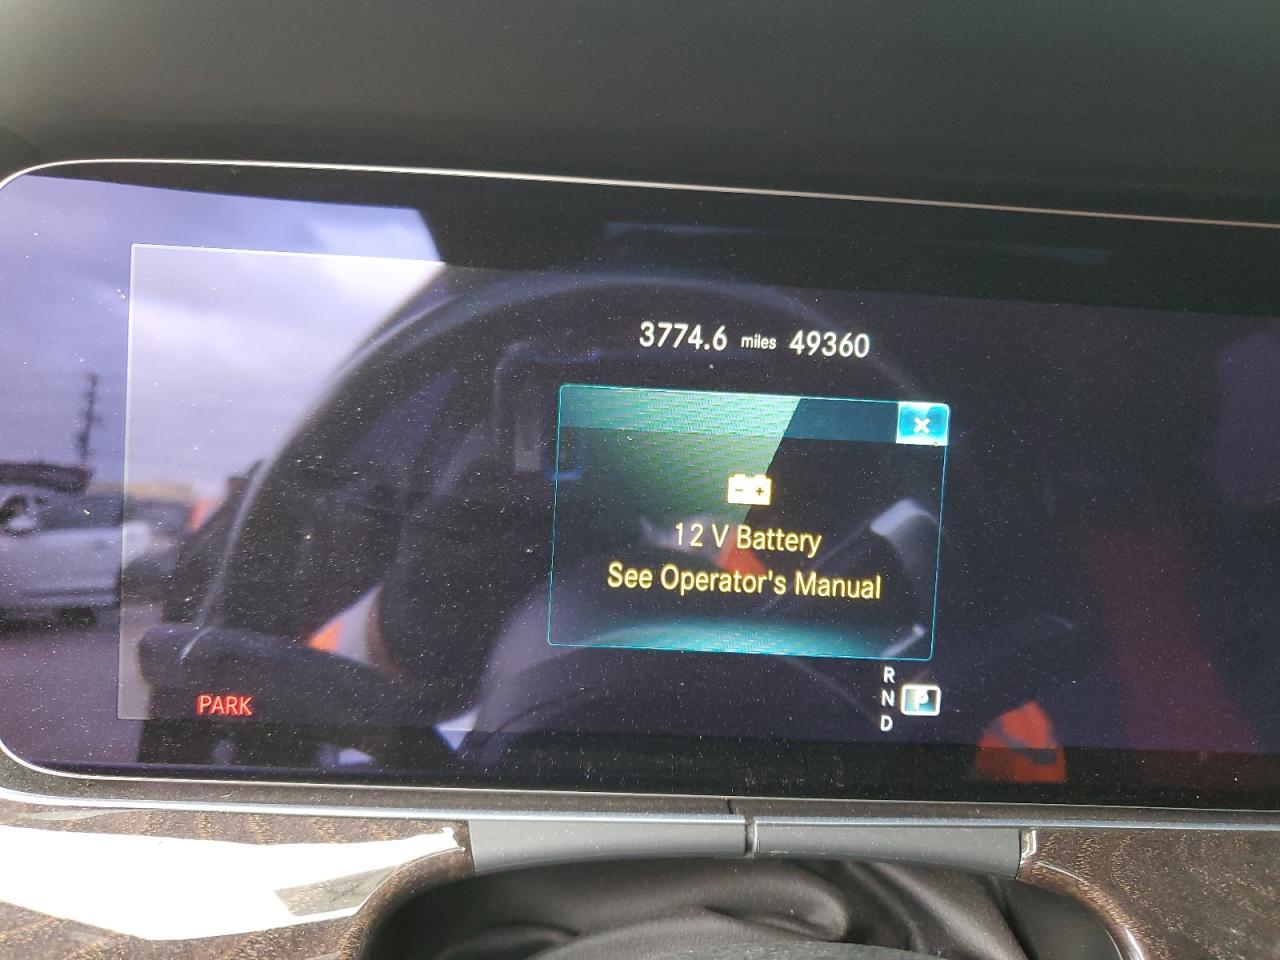 3774.6 miles 49360
×
- +
12 V Battery
See Operator's Manual
R
N P
D
PARK